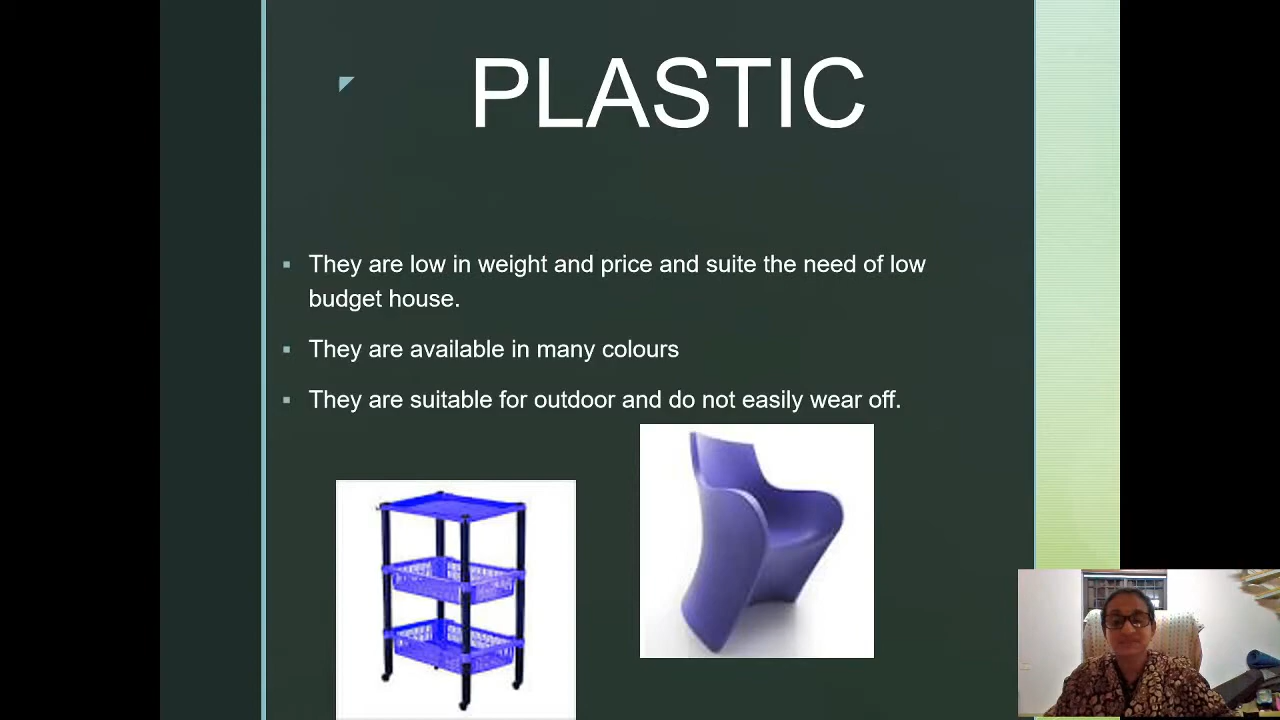 PLASTIC
They are low in weight and price and suite the need of low
budget house.
They are available in many colours
They are suitable for outdoor and do not easily wear off.